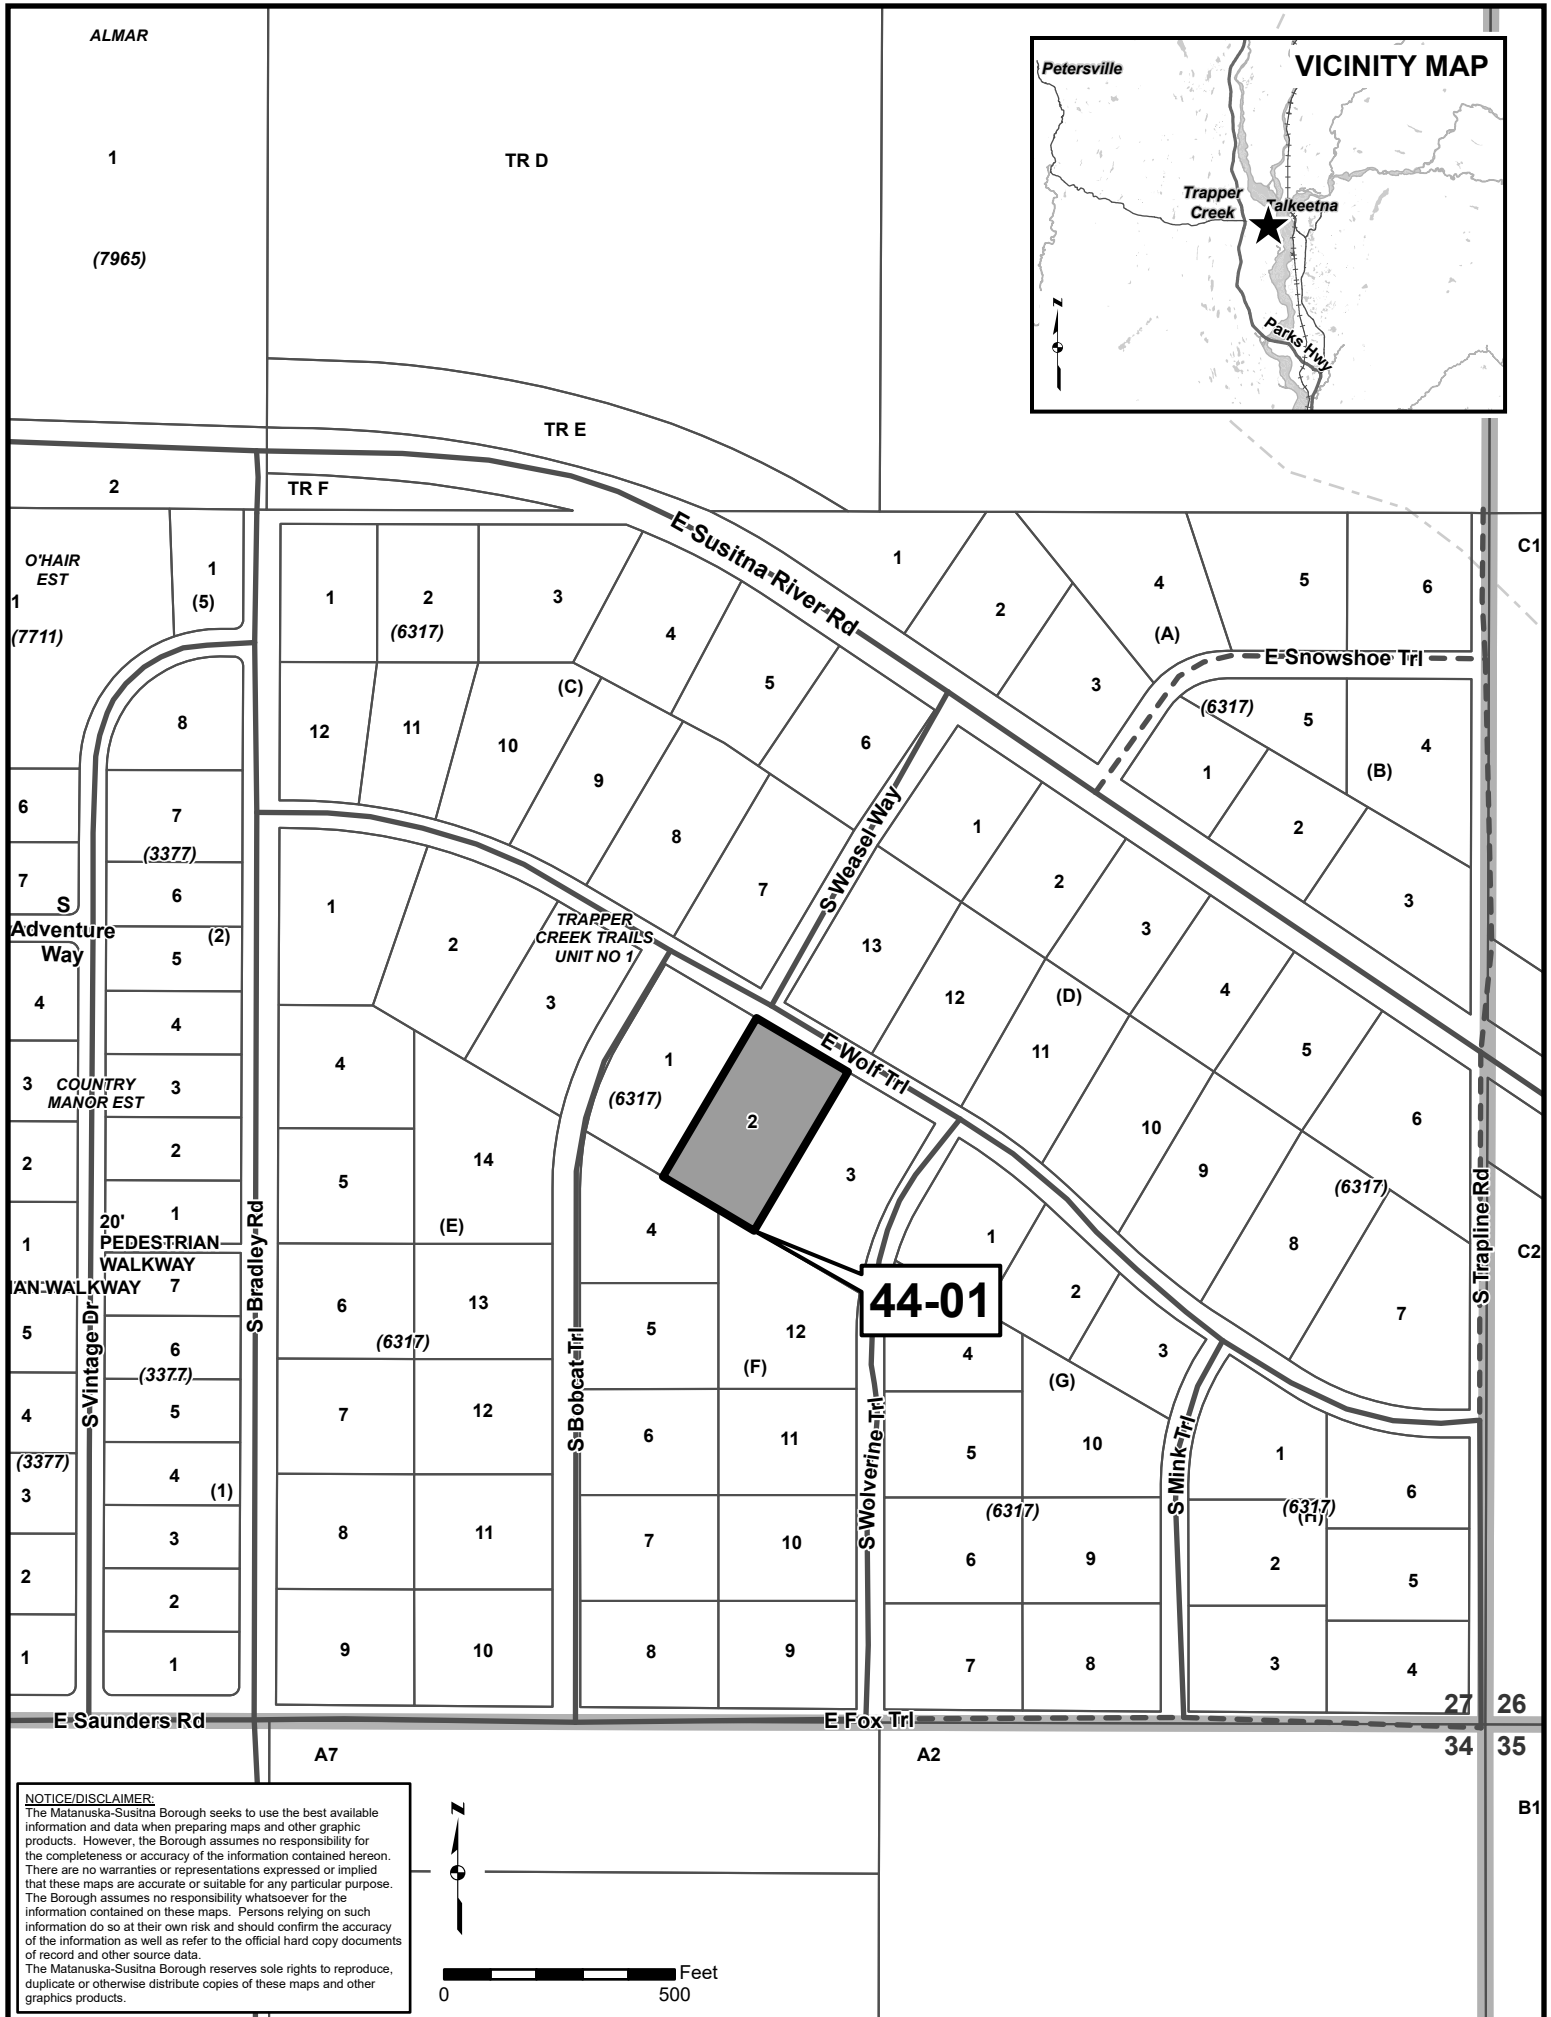 ALMAR
1
(7965)
TR D
VICINITY MAP
Petersville
Trapper
Creek
Talkeetna
Parks Hwy
z
TR E
2
TR F
E Susitna River Rd
O'HAIR
EST
1
(7711)
1
(5)
1
2
(6317)
3
4
(C)
5
6
12
11
10
9
8
7
1
2
3
4
(A)
5
6
C1
E Snowshoe Trl
(6317)
5
4
(B)
1
2
3
8
7
(3377)
6
(2)
5
4
3
2
1
6
7
S
Adventure
Way
4
3
COUNTRY
MANOR EST
2
1
20'
PEDESTRIAN
WALKWAY
IAN WALKWAY
7
6
(3377)
5
4
(1)
3
2
1
5
4
(3377)
3
2
1
S Vintage Dr
S Bradley Rd
1
2
TRAPPER
CREEK TRAILS
UNIT NO 1
3
4
5
14
(E)
6
13
(6317)
7
12
8
11
9
10
S Bobcat Trl
S Weasel Way
E Wolf Trl
1
(6317)
2
3
4
44-01
5
12
(F)
6
11
7
10
8
9
S Wolverine Trl
1
2
3
13
12
(D)
4
11
5
10
6
9
(6317)
8
7
S Trapline Rd
C2
1
2
3
4
(G)
5
10
(6317)
6
9
7
8
S Mink Trl
1
(6317)
(H)
6
2
5
3
4
27 26
34 35
E Saunders Rd
E Fox Trl
A7
A2
B1
NOTICE/DISCLAIMER:
The Matanuska-Susitna Borough seeks to use the best available
information and data when preparing maps and other graphic
products. However, the Borough assumes no responsibility for
the completeness or accuracy of the information contained hereon.
There are no warranties or representations expressed or implied
that these maps are accurate or suitable for any particular purpose.
The Borough assumes no responsibility whatsoever for the
information contained on these maps. Persons relying on such
information do so at their own risk and should confirm the accuracy
of the information as well as refer to the official hard copy documents
of record and other source data.
The Matanuska-Susitna Borough reserves sole rights to reproduce,
duplicate or otherwise distribute copies of these maps and other
graphics products.
z
Feet
0 500